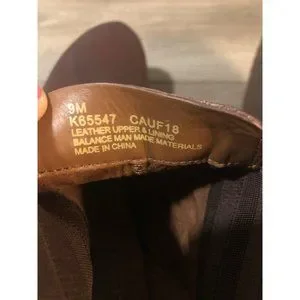 9M
K65547 CAUF18
LEATHER UPPER & LINING
BALANCE MAN MADE MATERIALS
MADE IN CHINA